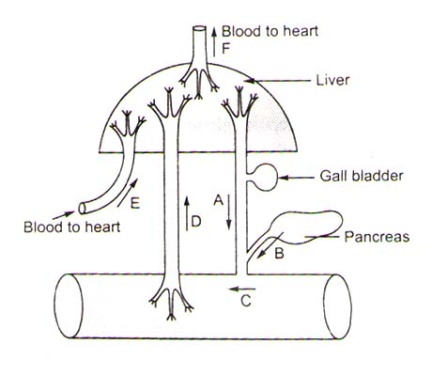 Blood to heart
F
Liver
Gall bladder
A
E
D
Blood to heart
Pancreas
B
C